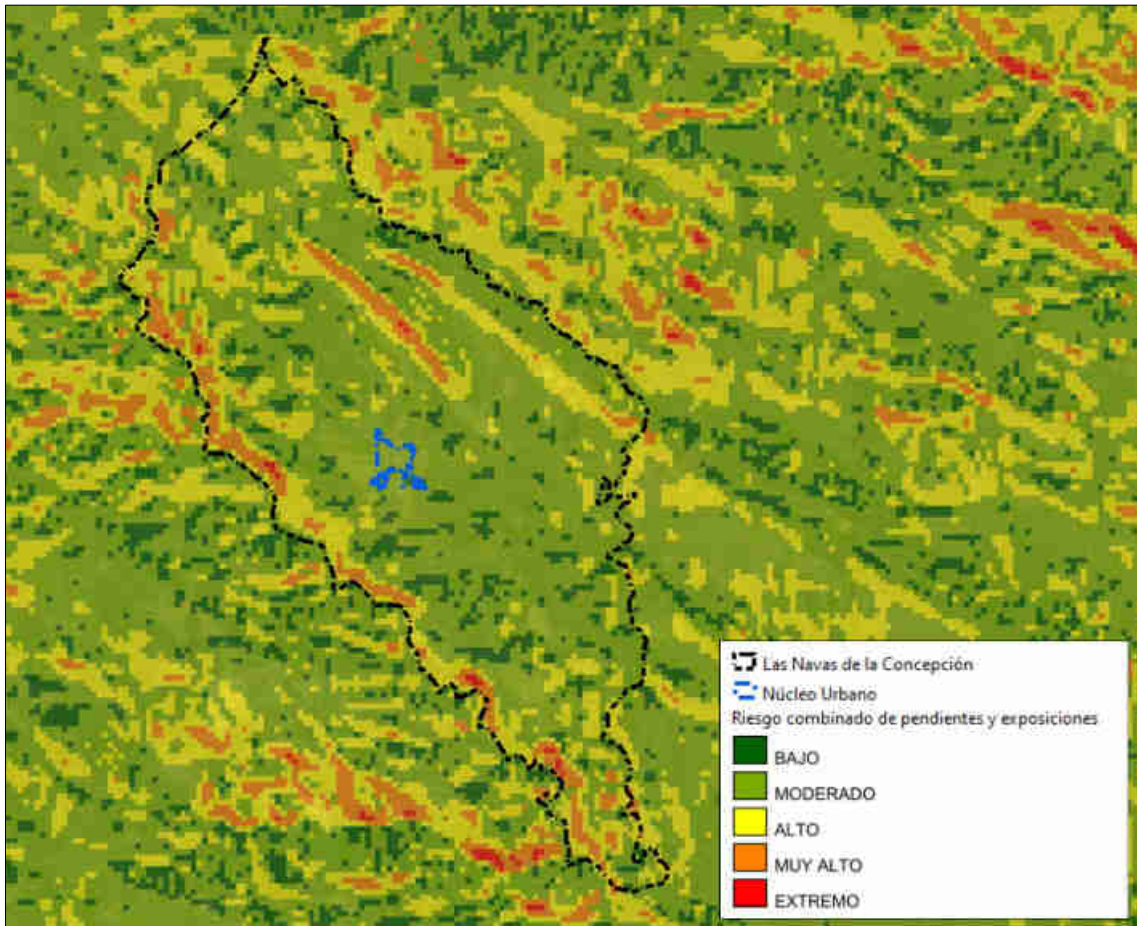 Las Navas de la Concepción
Núcleo Urbano
Riesgo combinado de pendientes y exposiciones
BAJO
MODERADO
ALTO
MUY ALTO
EXTREMO